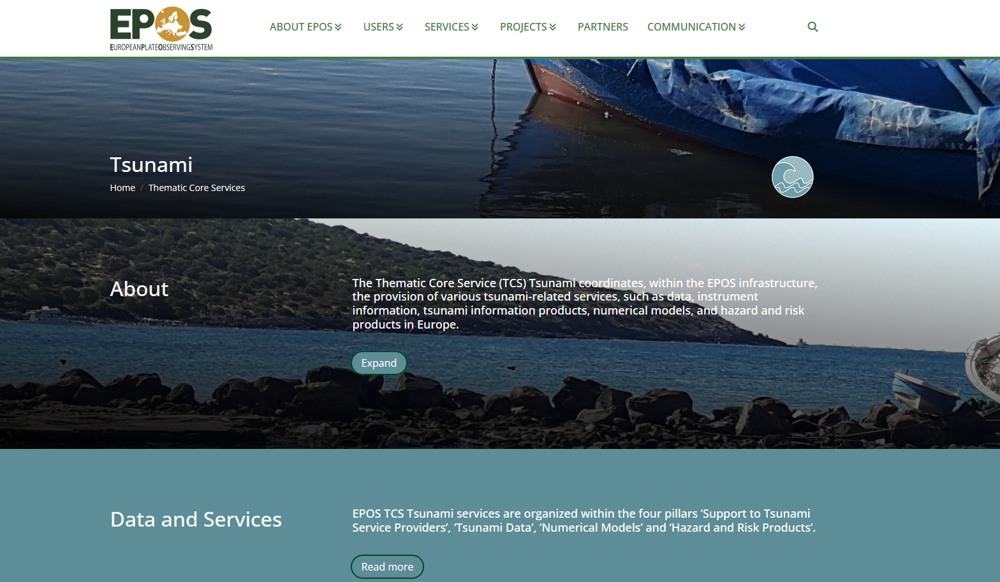 EPOS
EUROPEANPLATEOBSERVINGSYSTEM
ABOUT EPOS
USERS
SERVICES
PROJECTS
PARTNERS
COMMUNICATION
Tsunami
Home / Thematic Core Services
About
The Thematic Core Service (TCS) Tsunami coordinates, within the EPOS infrastructure,
the provision of various tsunami-related services, such as data, instrument
information, tsunami information products, numerical models, and hazard and risk
products in Europe.
Expand
Data and Services
EPOS TCS Tsunami services are organized within the four pillars ‘Support to Tsunami
Service Providers’, ‘Tsunami Data’, ‘Numerical Models’ and ‘Hazard and Risk Products’.
Read more